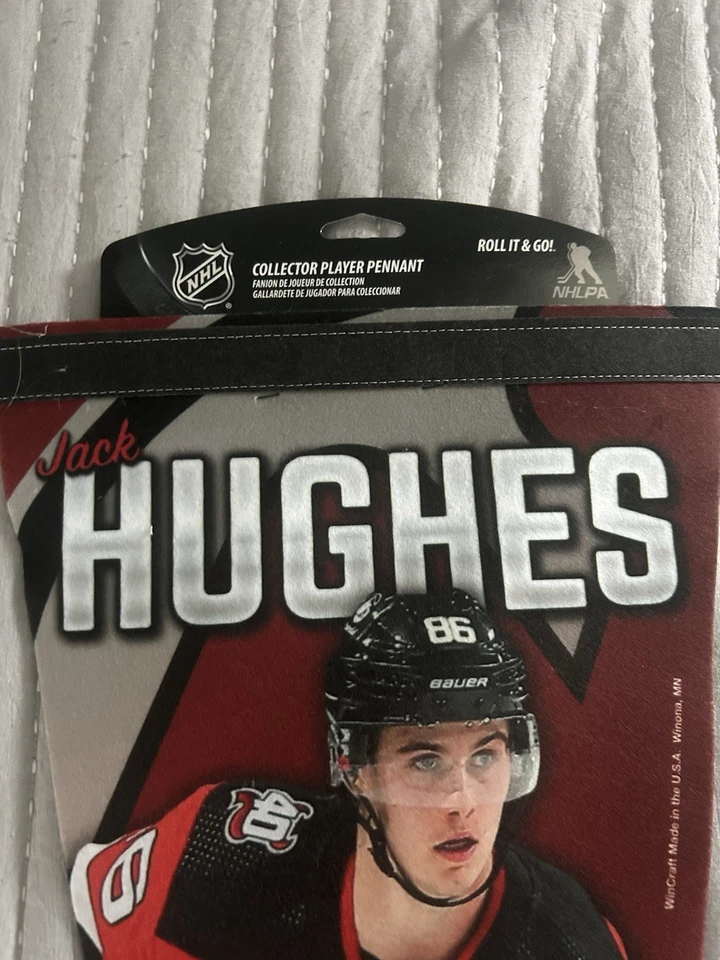 ROLL IT & GO!
NHL
COLLECTOR PLAYER PENNANT
FANION DE JOUEUR DE COLLECTION
GALLARDETE DE JUGADOR PARA COLECCIONAR
NHLPA
Jack
HUGHES
86
BAUER
40
WinCraft Made in the U.S.A. Winona, MN